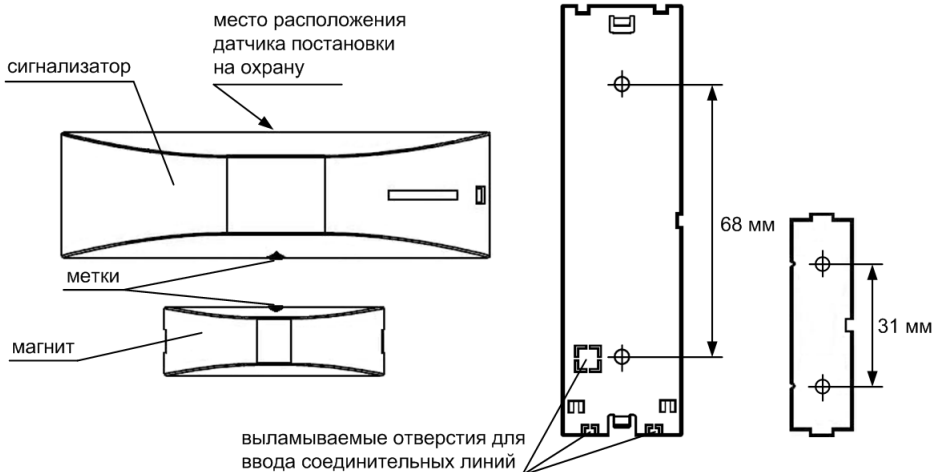 место расположения
датчика постановки
на охрану
сигнализатор
метки
магнит
68 мм
31 мм
выламываемые отверстия для
ввода соединительных линий